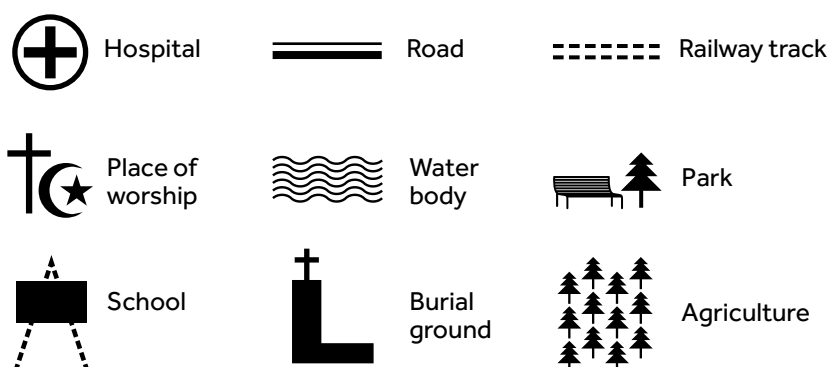 Hospital
Road
Railway track
Place of
worship
Water
body
Park
School
Burial
ground
Agriculture